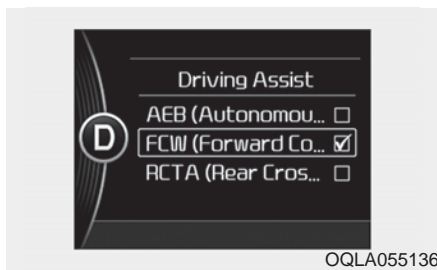 Driving Assist
AEB (Autonomou...
D
FCW (Forward Co...
RCTA (Rear Cros...
OQLA055136